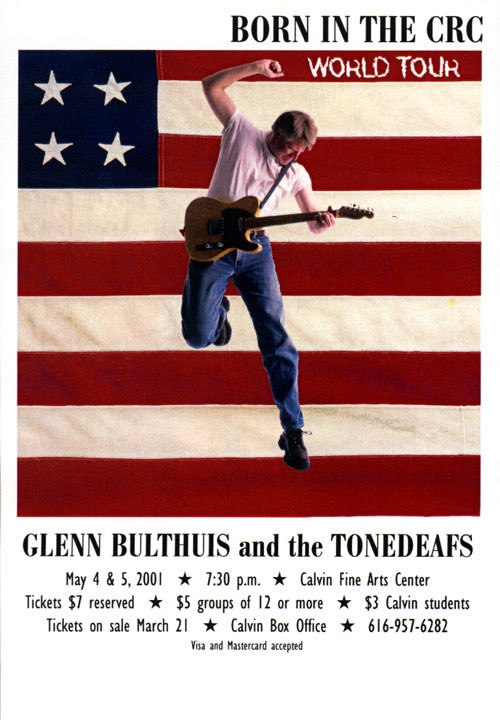 BORN IN THE CRC
WORLD TOUR
GLENN BULTHUIS and the TONEDEAFS
May 4 & 5, 2001 ★ 7:30 p.m. ★ Calvin Fine Arts Center
Tickets $7 reserved ★ $5 groups of 12 or more ★ $3 Calvin students
Tickets on sale March 21 ★ Calvin Box Office ★ 616-957-6282
Visa and Mastercard accepted